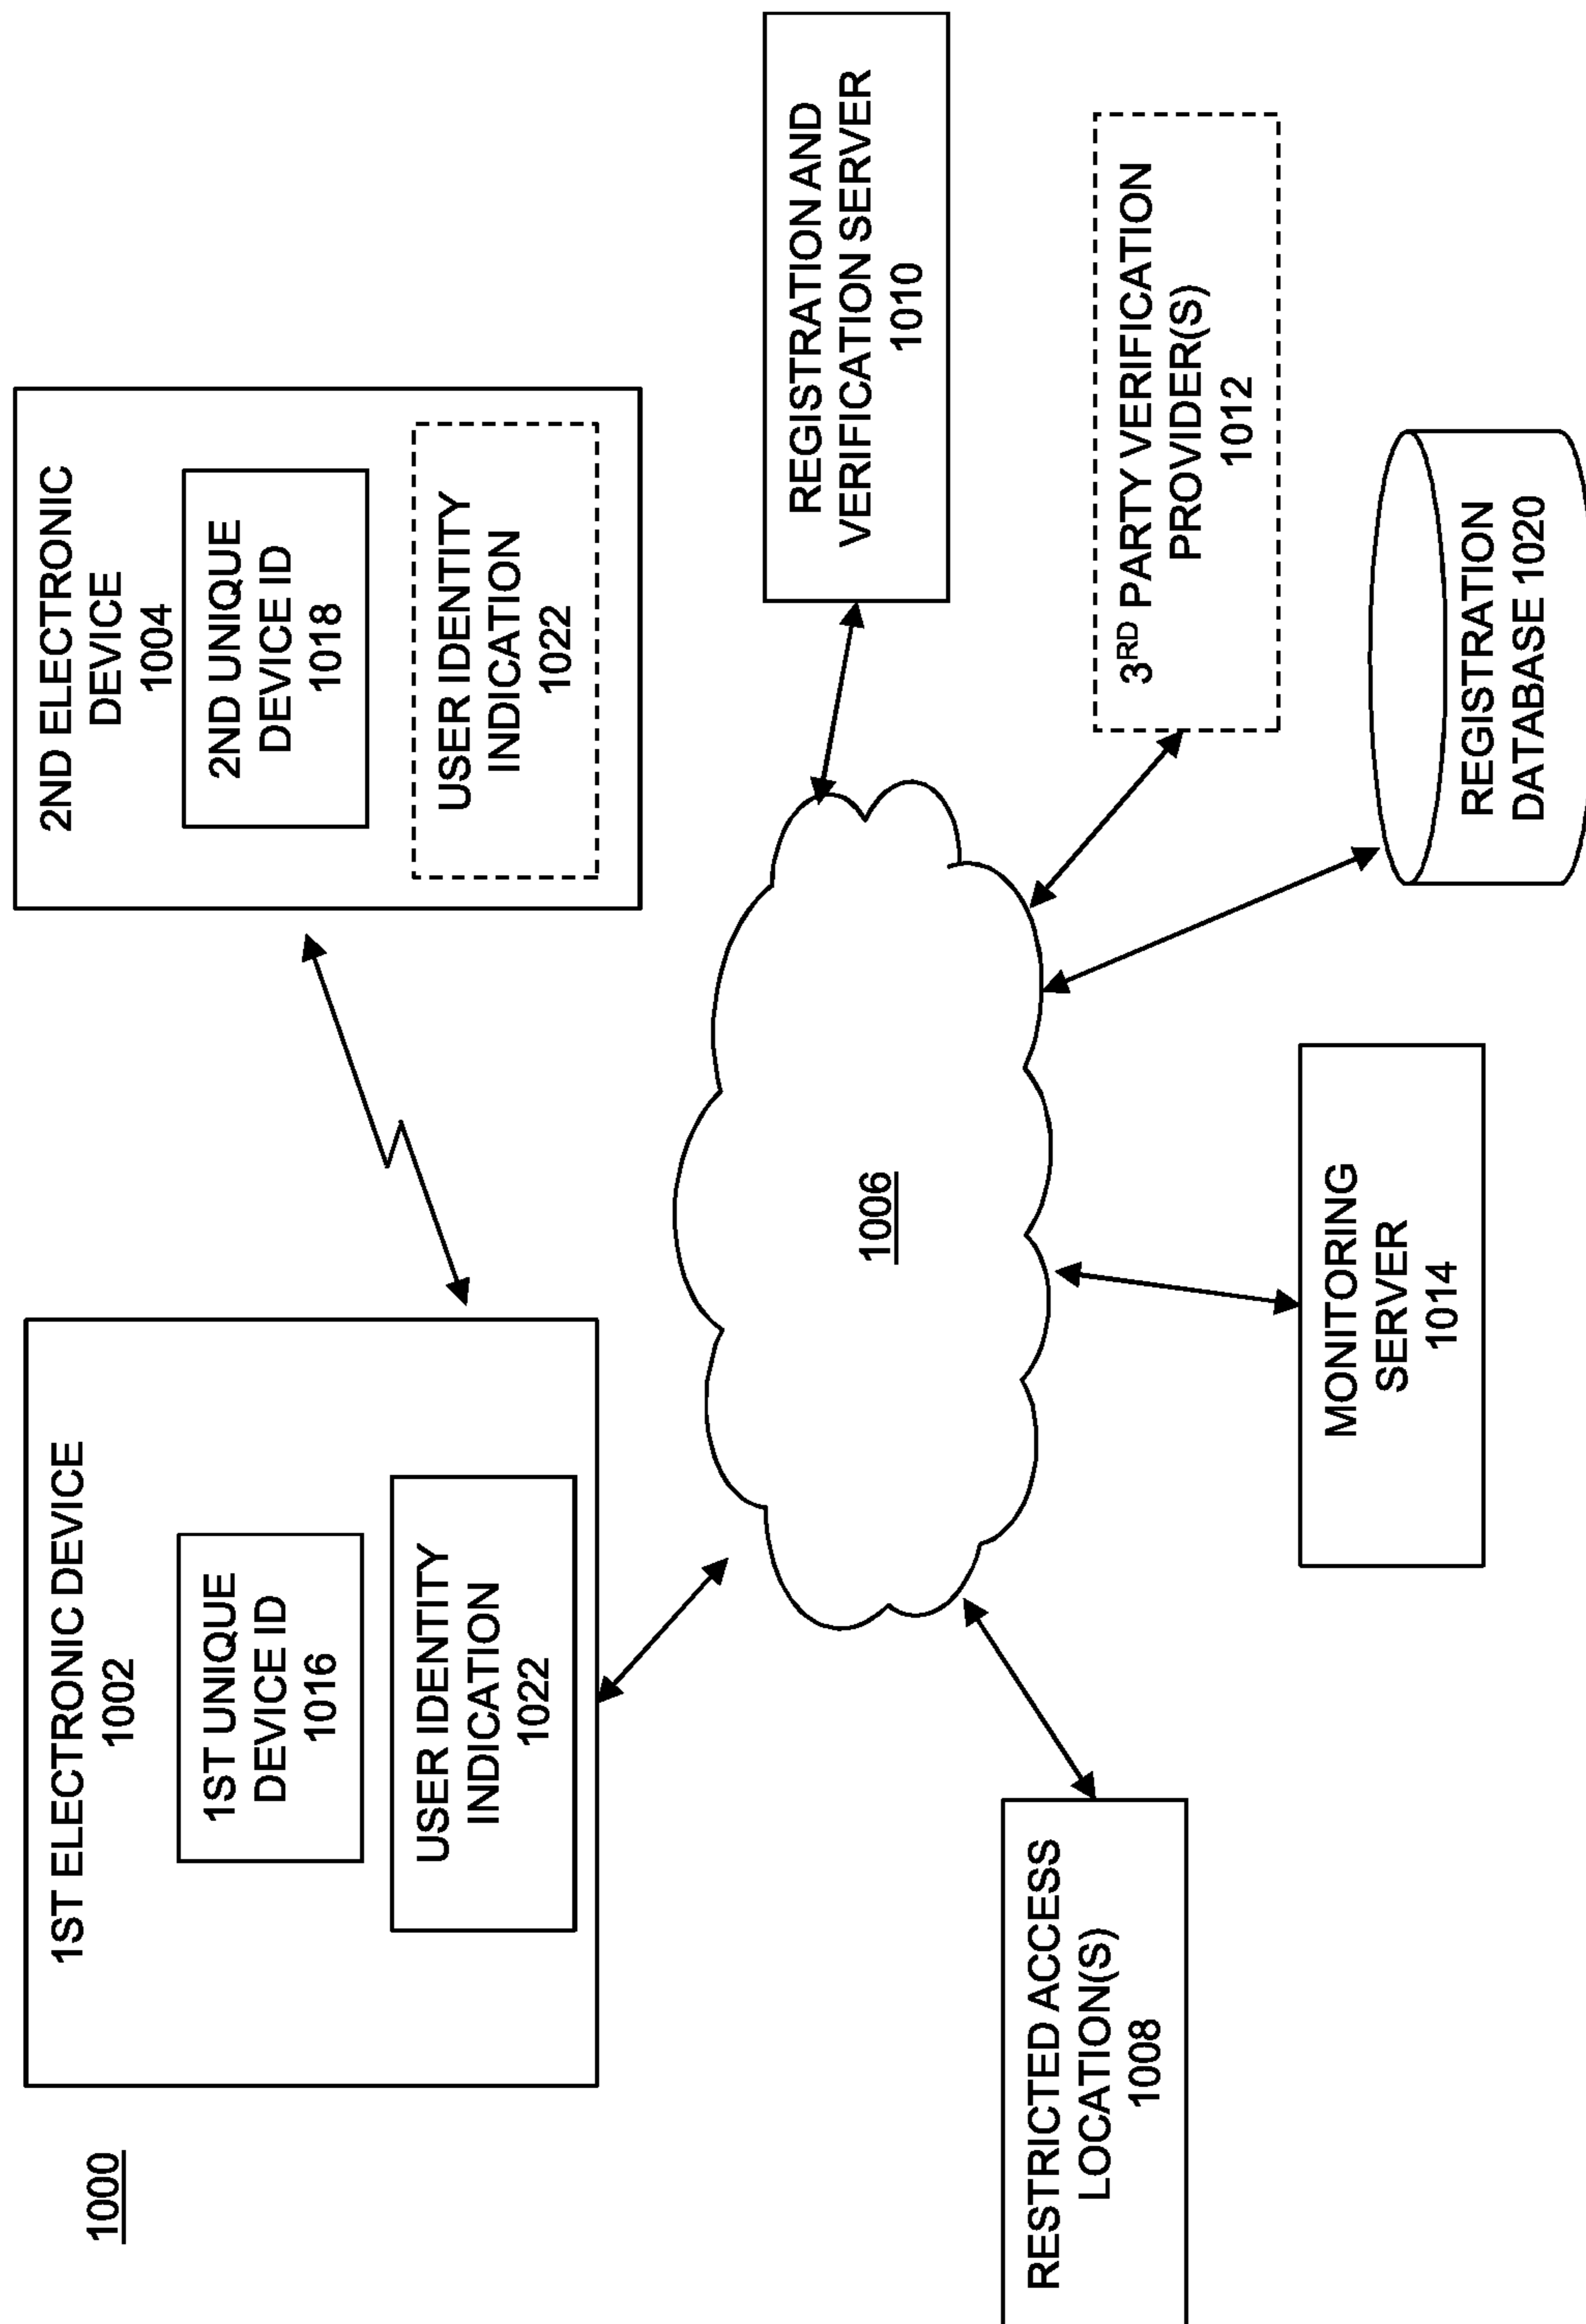 1000
1ST ELECTRONIC DEVICE
1002
1ST UNIQUE
DEVICE ID
1016
USER IDENTITY
INDICATION
1022
2ND ELECTRONIC
DEVICE
1004
2ND UNIQUE
DEVICE ID
1018
USER IDENTITY
INDICATION
1022
1006
REGISTRATION AND
VERIFICATION SERVER
1010
3RD PARTY VERIFICATION
PROVIDER(S)
1012
REGISTRATION
DATABASE 1020
MONITORING
SERVER
1014
RESTRICTED ACCESS
LOCATION(S)
1008